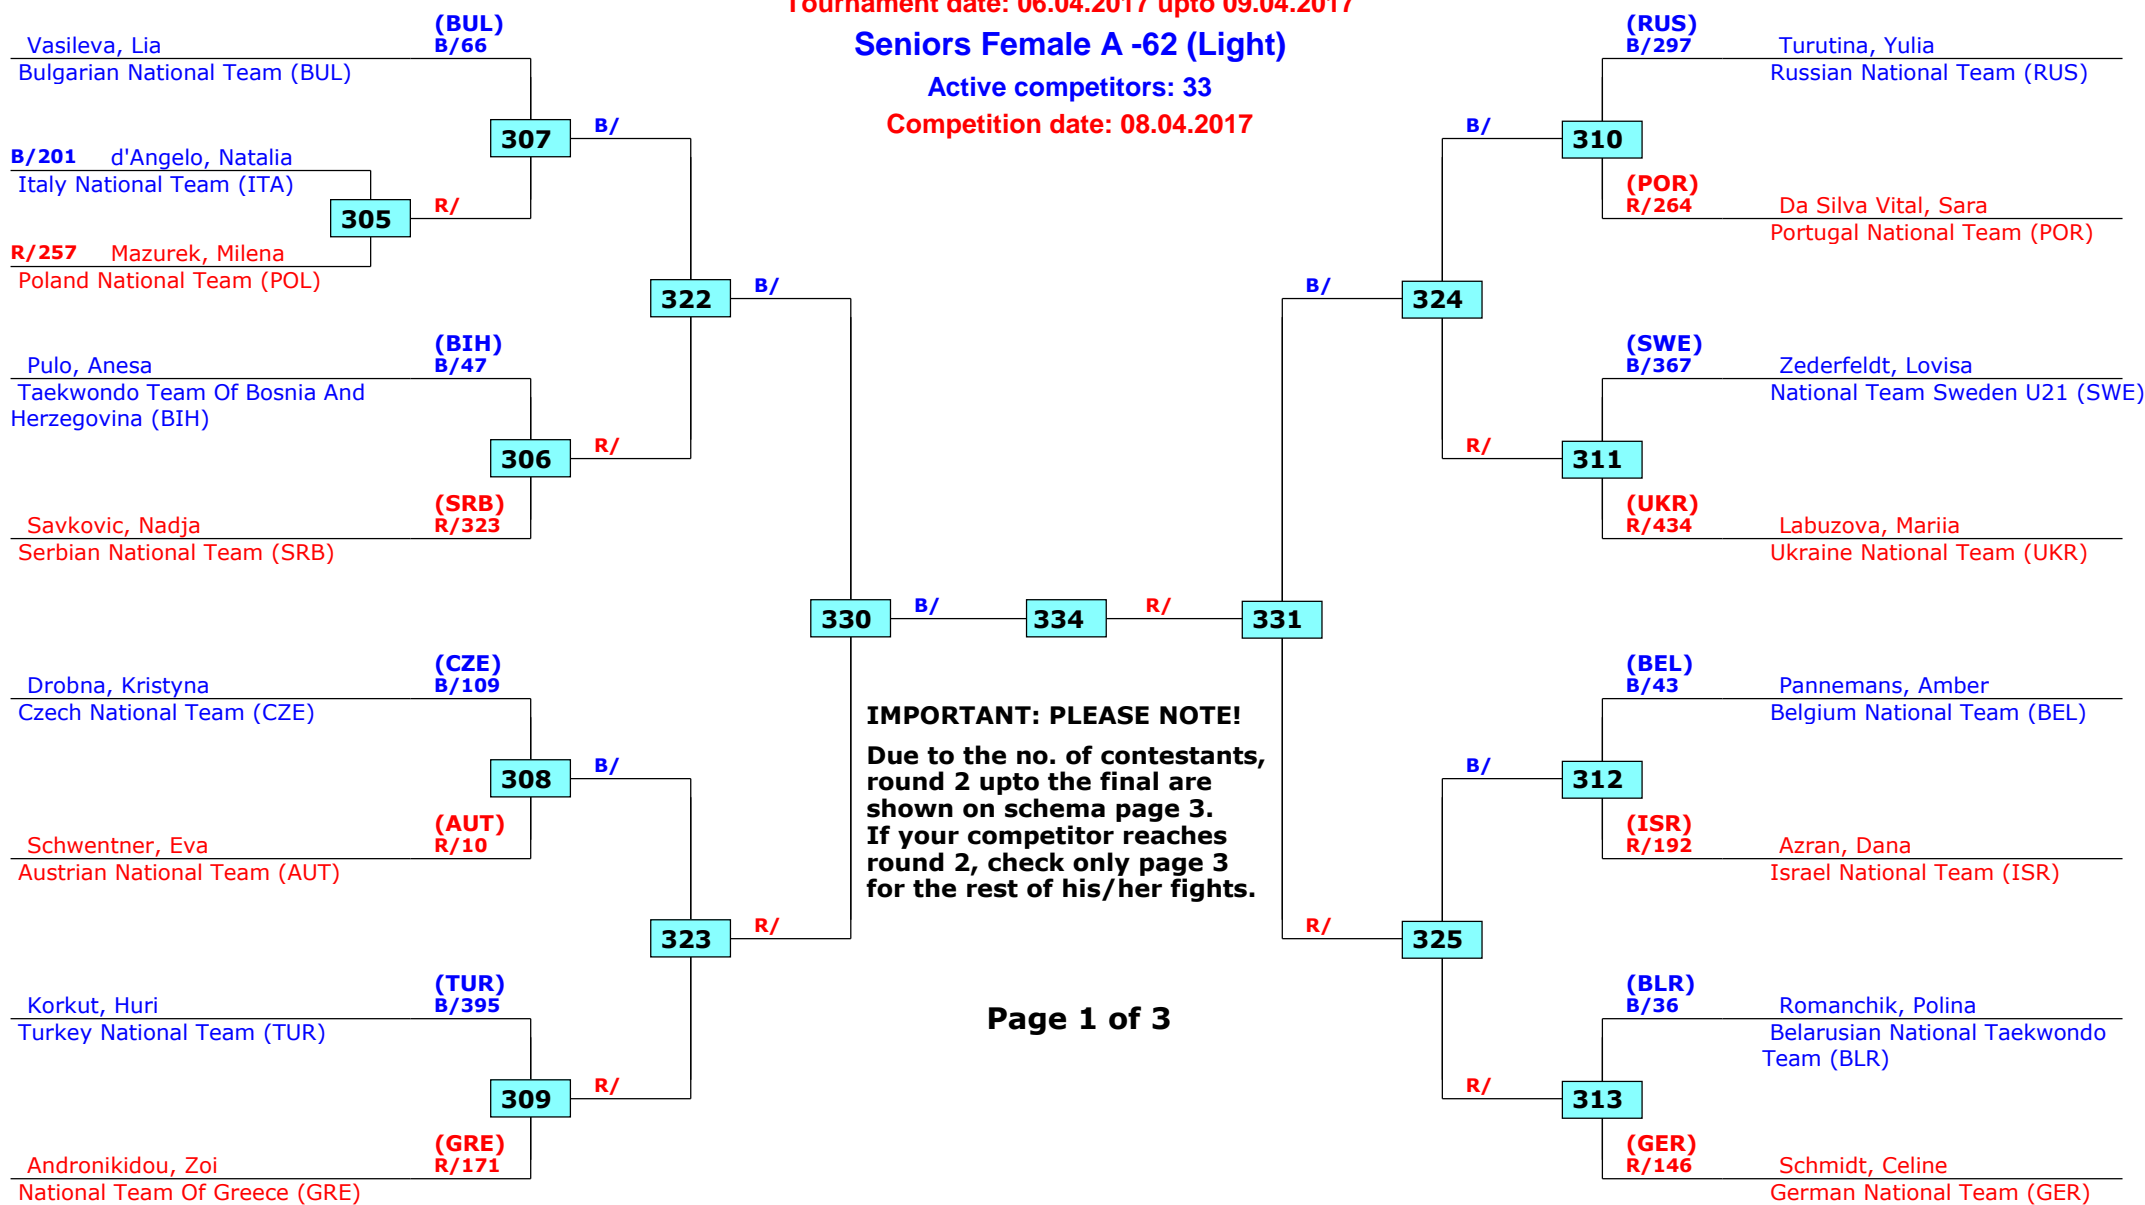 Tournament date: 06.04.2017 upto 09.04.2017
Seniors Female A -62 (Light)
Active competitors: 33
Competition date: 08.04.2017
(BUL)
Vasileva, Lia B/66
Bulgarian National Team (BUL)
307
B/
B/201 d'Angelo, Natalia
Italy National Team (ITA)
305
R/
R/257 Mazurek, Milena
Poland National Team (POL)
322
B/
(BIH)
Pulo, Anesa B/47
Taekwondo Team Of Bosnia And
Herzegovina (BIH)
306
R/
(SRB)
Savkovic, Nadja R/323
Serbian National Team (SRB)
330
B/
334
R/
331
(CZE)
Drobna, Kristyna B/109
Czech National Team (CZE)
308
B/
(AUT)
Schwentner, Eva R/10
Austrian National Team (AUT)
323
R/
(TUR)
Korkut, Huri B/395
Turkey National Team (TUR)
309
R/
(GRE)
Andronikidou, Zoi R/171
National Team Of Greece (GRE)
IMPORTANT: PLEASE NOTE!
Due to the no. of contestants,
round 2 upto the final are
shown on schema page 3.
If your competitor reaches
round 2, check only page 3
for the rest of his/her fights.
Page 1 of 3
(RUS)
B/297 Turutina, Yulia
Russian National Team (RUS)
B/
310
(POR)
R/264 Da Silva Vital, Sara
Portugal National Team (POR)
B/
324
(SWE)
B/367 Zederfeldt, Lovisa
National Team Sweden U21 (SWE)
R/
311
(UKR)
R/434 Labuzova, Mariia
Ukraine National Team (UKR)
(BEL)
B/43 Pannemans, Amber
Belgium National Team (BEL)
B/
312
(ISR)
R/192 Azran, Dana
Israel National Team (ISR)
R/
325
(BLR)
B/36 Romanchik, Polina
Belarusian National Taekwondo
Team (BLR)
R/
313
(GER)
R/146 Schmidt, Celine
German National Team (GER)